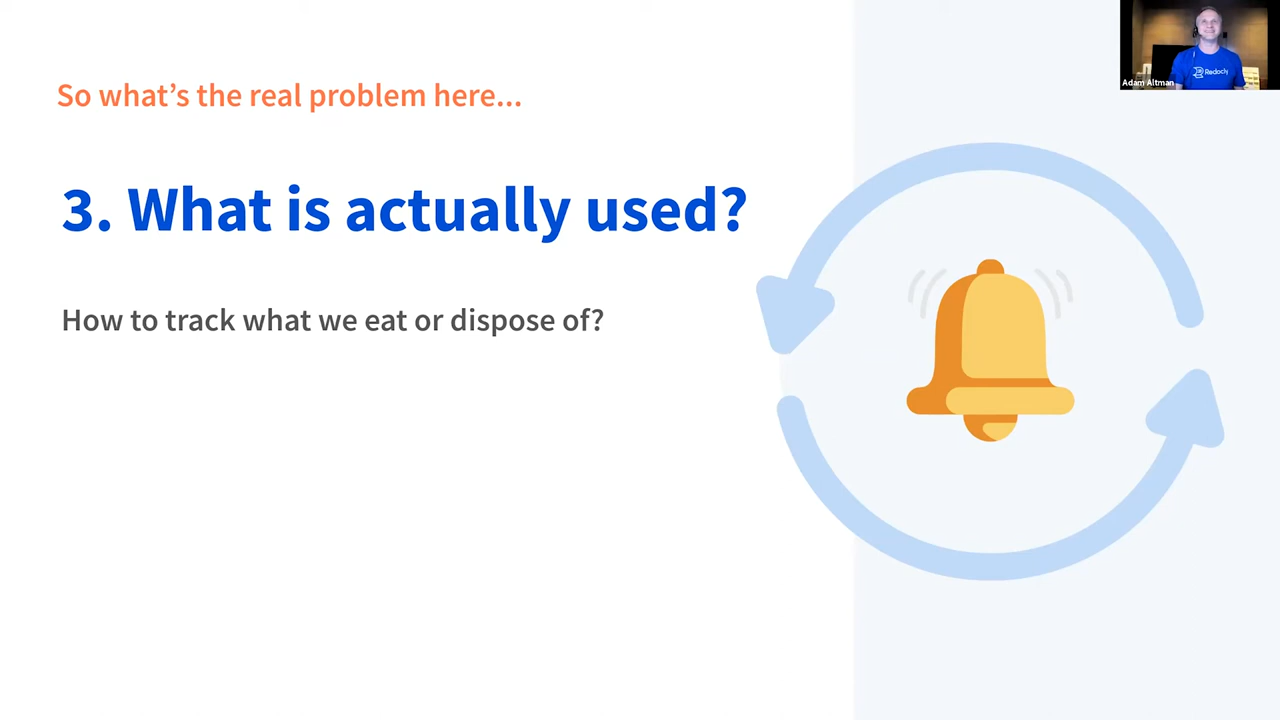 So what's the real problem here...
3. What is actually used?
How to track what we eat or dispose of?
Redocly
Adam Altman